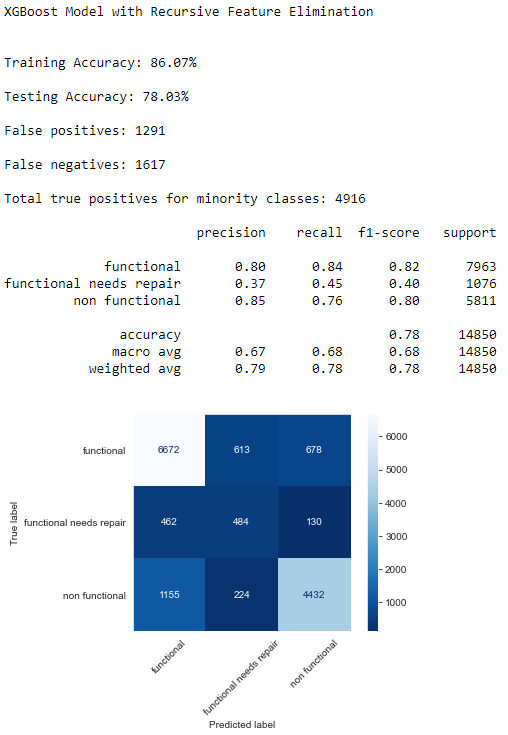 XGBoost Model with Recursive Feature Elimination
Training Accuracy: 86.07%
Testing Accuracy: 78.03%
False positives: 1291
False negatives: 1617
Total true positives for minority classes: 4916
precision recall f1-score support
functional 0.80 0.84 0.82 7963
functional needs repair 0.37 0.45 0.40 1076
non functional 0.85 0.76 0.80 5811
accuracy 0.78 14850
macro avg 0.67 0.68 0.68 14850
weighted avg 0.79 0.78 0.78 14850
functional 6672 613 678
functional needs repair 462 484 130
non functional 1155 224 4432
True label
functional functional needs repair non functional
Predicted label
6000
5000
4000
3000
2000
1000